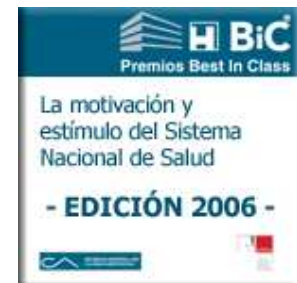 H BiC®
Premios Best In Class
La motivación y
estímulo del Sistema
Nacional de Salud
- EDICIÓN 2006 -